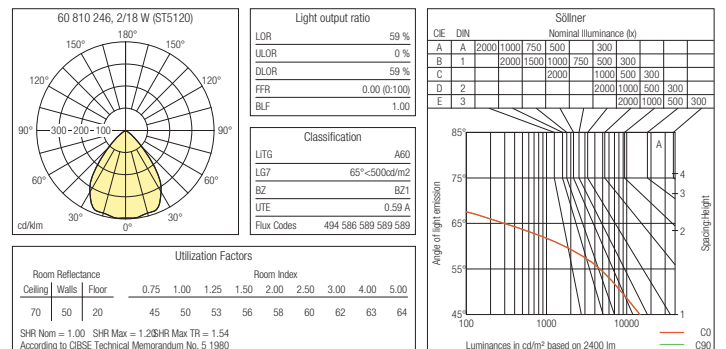 60 810 246, 2/18 W (ST5120)
180°
150° 150°
120° 120°
90° 300 200 100 90°
60° 60°
30° 30°
cd/klm 0°
Light output ratio
LOR 59 %
ULOR 0 %
DLOR 59 %
FFR 0.00 (0:100)
BLF 1.00
Classification
LiTG A60
LG7 65°<500cd/m2
BZ BZ1
UTE 0.59 A
Flux Codes 494 586 589 589 589
Utilization Factors
Room Reflectance Room Index
Ceiling Walls Floor 0.75 1.00 1.25 1.50 2.00 2.50 3.00 4.00 5.00
70 50 20 45 50 53 56 58 60 62 63 64
SHR Nom = 1.00 SHR Max = 1.20 SHR Max TR = 1.54
According to CIBSE Technical Memorandum No. 5 1980
Söllner
CIE DIN Nominal Illuminance (lx)
A A 2000 1000 750 500 300
B 1 2000 1500 1000 750 500 300
C 2000 1000 500 300
D 2 2000 1000 500 300
E 3 2000 1000 500 300
85°
75°
65°
55°
45°
Angle of light emission
A
4
3
2
1
Spacing:Height
100 1000 10000
Luminances in cd/m² based on 2400 lm
C0
C90